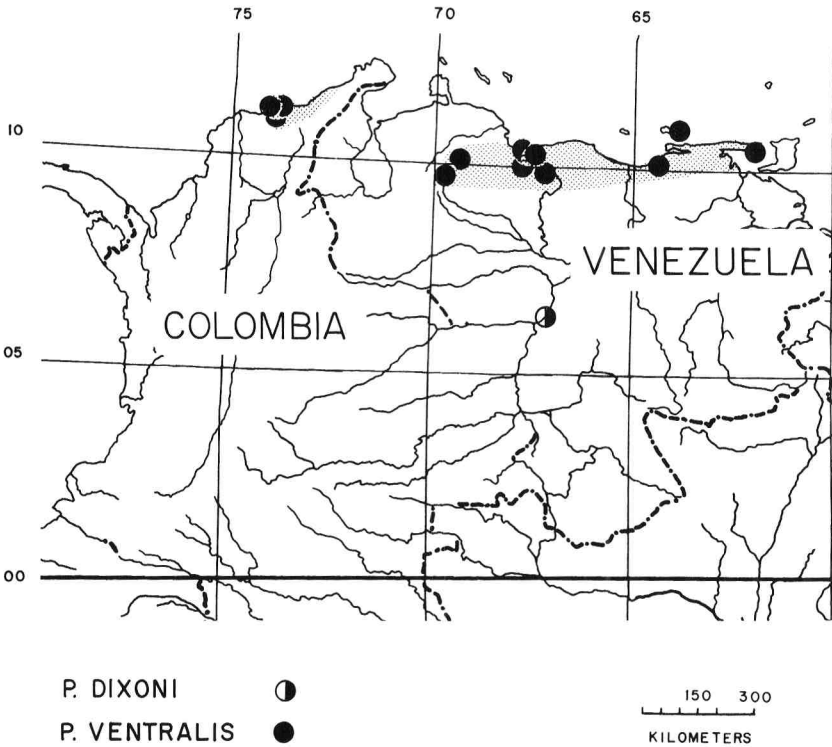 75 70 65
10
VENEZUELA
COLOMBIA
05
00
P. DIXONI
P. VENTRALIS
150 300
KILOMETERS